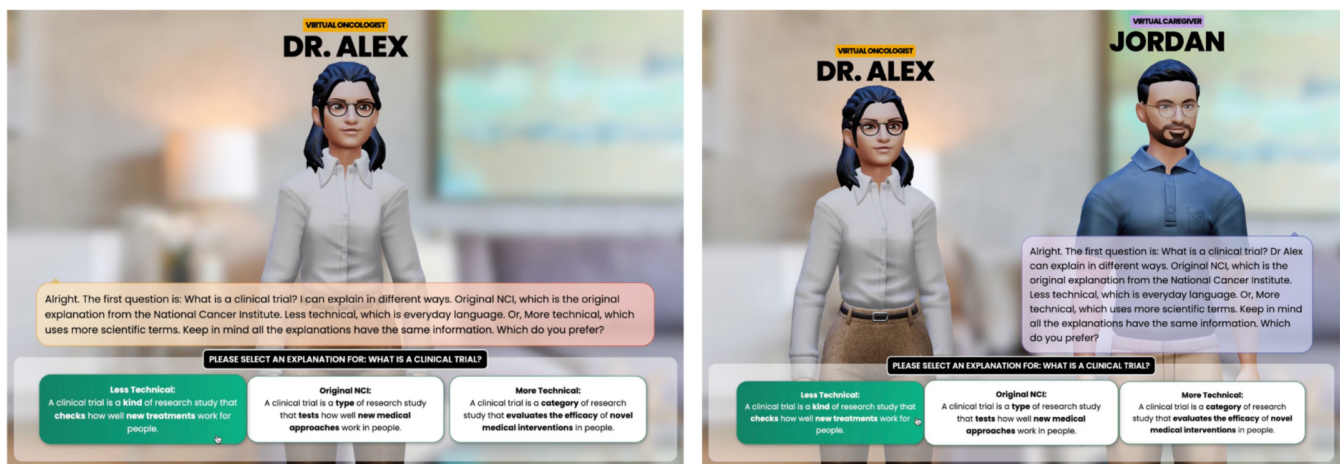 VIRTUAL ONCOLOGIST
DR. ALEX
Alright. The first question is: What is a clinical trial? I can explain in different ways. Original NCI, which is the original
explanation from the National Cancer Institute. Less technical, which is everyday language. Or, More technical, which
uses more scientific terms. Keep in mind all the explanations have the same information. Which do you prefer?
PLEASE SELECT AN EXPLANATION FOR: WHAT IS A CLINICAL TRIAL?
Less Technical:
A clinical trial is a kind of research study that
checks how well new treatments work for
people.
Original NCI:
A clinical trial is a type of research study
that tests how well new medical
approaches work in people.
More Technical:
A clinical trial is a category of research
study that evaluates the efficacy of novel
medical interventions in people.
VIRTUAL ONCOLOGIST
DR. ALEX
VIRTUAL CAREGIVER
JORDAN
Alright. The first question is: What is a clinical trial? Dr Alex
can explain in different ways. Original NCI, which is the
original explanation from the National Cancer Institute.
Less technical, which is everyday language. Or, More
technical, which uses more scientific terms. Keep in mind
all the explanations have the same information. Which
do you prefer?
PLEASE SELECT AN EXPLANATION FOR: WHAT IS A CLINICAL TRIAL?
Less Technical:
A clinical trial is a kind of research study that
checks how well new treatments work for
people.
Original NCI:
A clinical trial is a type of research study
that tests how well new medical
approaches work in people.
More Technical:
A clinical trial is a category of research
study that evaluates the efficacy of novel
medical interventions in people.